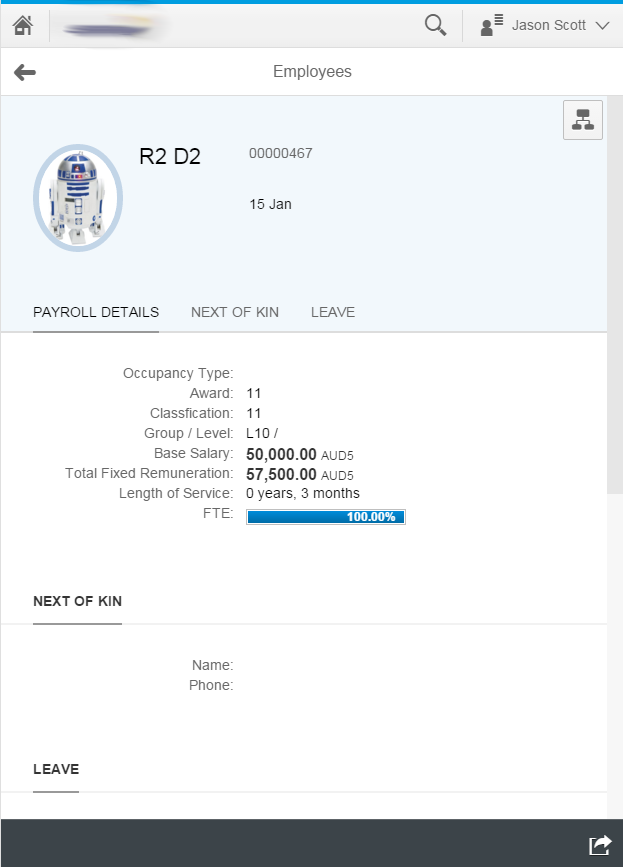 Jason Scott
Employees
R2 D2 00000467
15 Jan
PAYROLL DETAILS NEXT OF KIN LEAVE
Occupancy Type:
Award: 11
Classfication: 11
Group / Level: L10 /
Base Salary: 50,000.00 AUD5
Total Fixed Remuneration: 57,500.00 AUD5
Length of Service: 0 years, 3 months
FTE: 100.00%
NEXT OF KIN
Name:
Phone:
LEAVE